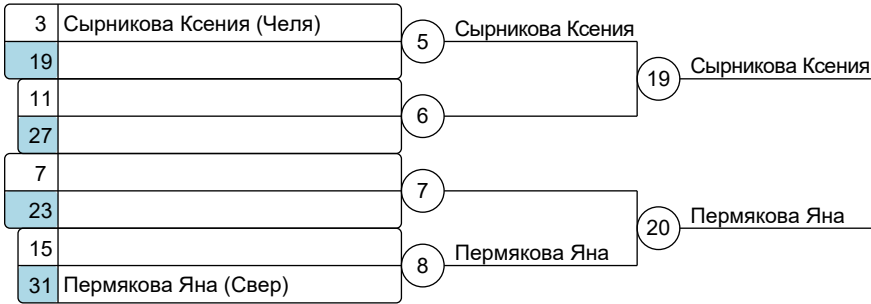 3 Сырникова Ксения (Челя)
5 Сырникова Ксения
19
19 Сырникова Ксения
11
6
27
7
7
23
20 Пермякова Яна
15
8 Пермякова Яна
31 Пермякова Яна (Свер)